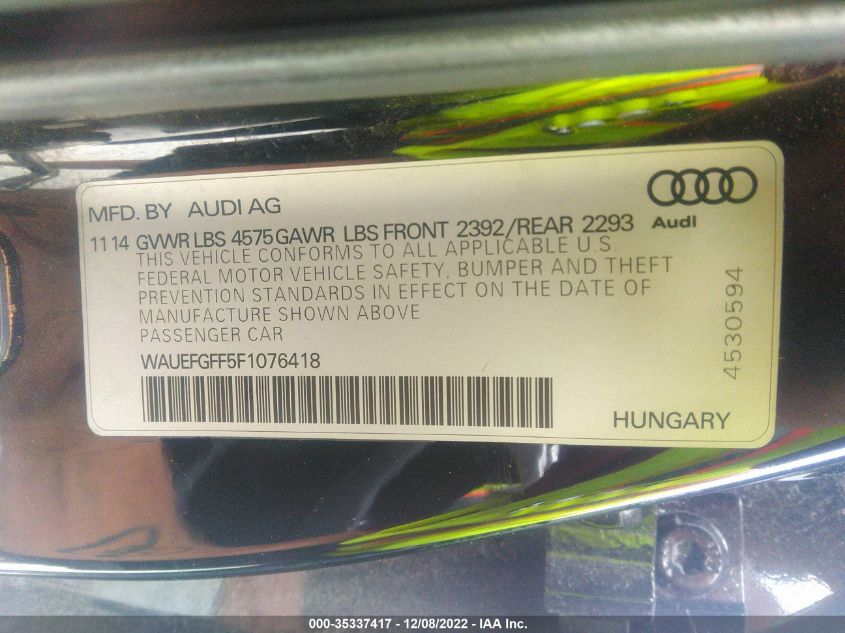 MFD. BY AUDI AG
Audi
11 14 GVWR LBS 4575 GAWR LBS FRONT 2392/REAR 2293
THIS VEHICLE CONFORMS TO ALL APPLICABLE U.S.
FEDERAL MOTOR VEHICLE SAFETY, BUMPER AND THEFT
PREVENTION STANDARDS IN EFFECT ON THE DATE OF
MANUFACTURE SHOWN ABOVE
PASSENGER CAR
WAUEFGFF5F1076418
4530594
HUNGARY
000-35337417 - 12/08/2022 - IAA Inc.